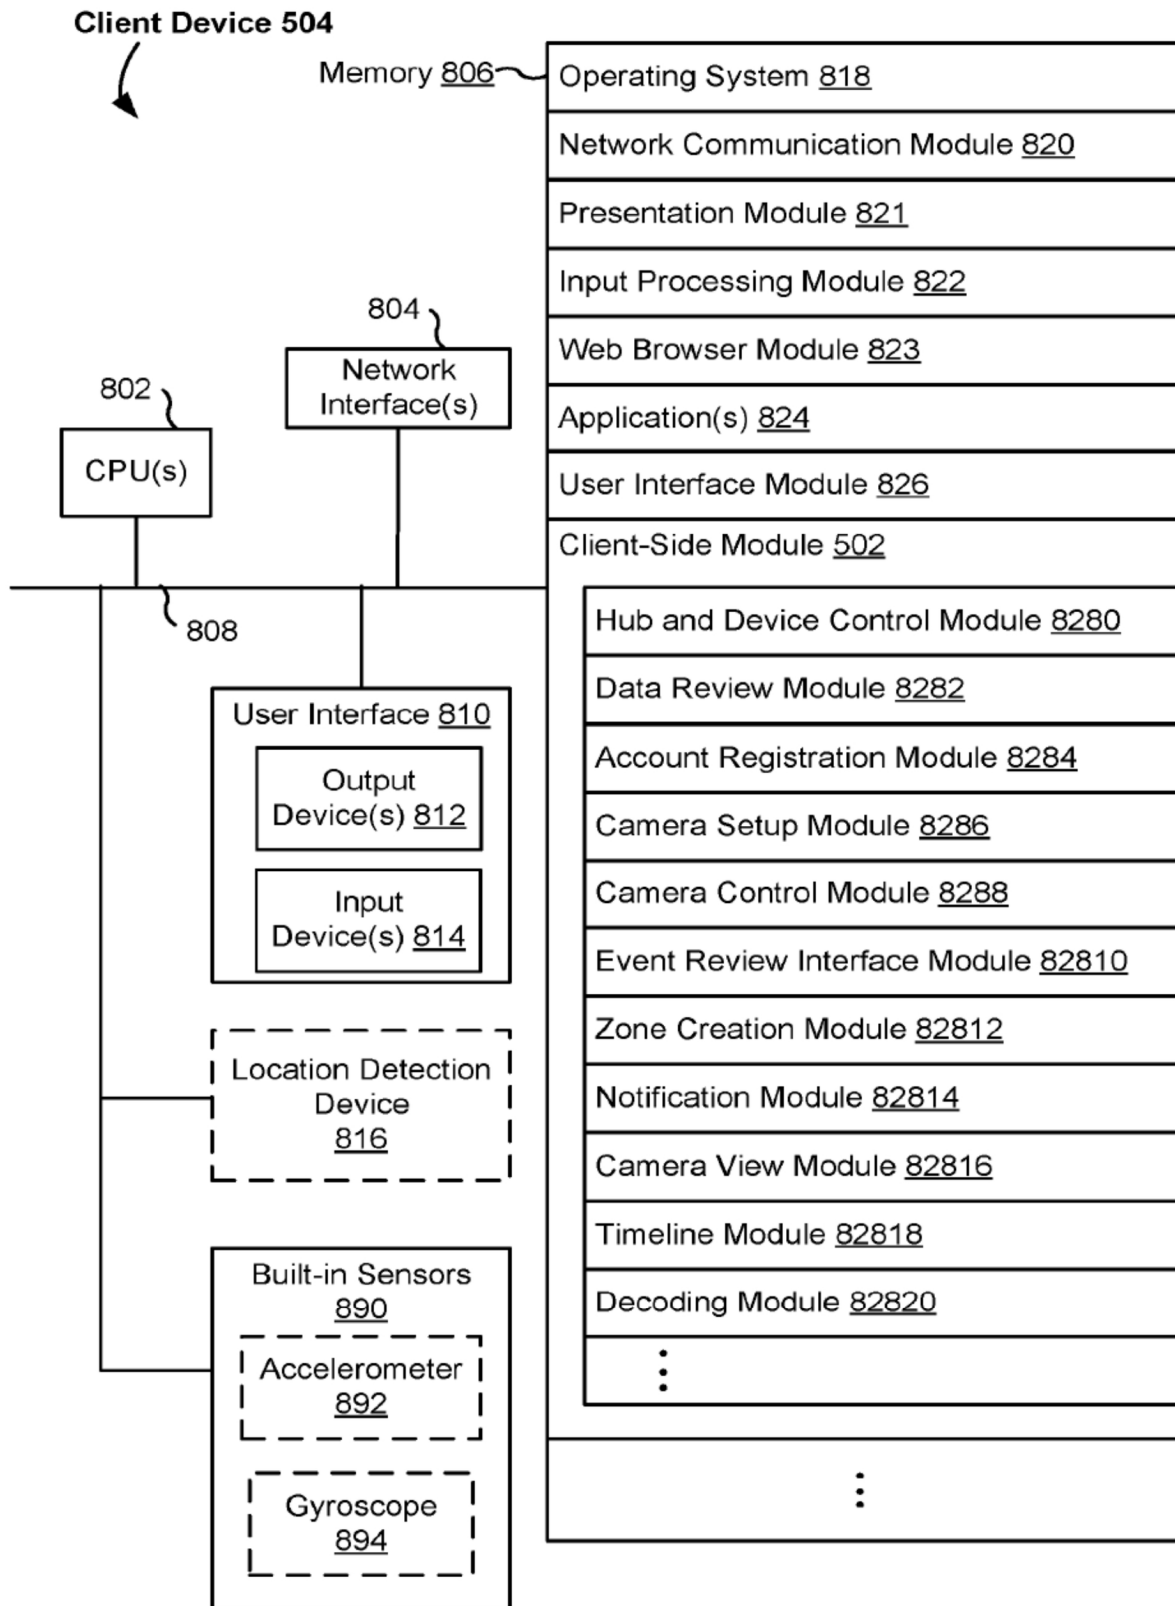 Client Device 504
Memory 806
Operating System 818
Network Communication Module 820
Presentation Module 821
Input Processing Module 822
Web Browser Module 823
Application(s) 824
User Interface Module 826
Client-Side Module 502
Hub and Device Control Module 8280
Data Review Module 8282
Account Registration Module 8284
Camera Setup Module 8286
Camera Control Module 8288
Event Review Interface Module 82810
Zone Creation Module 82812
Notification Module 82814
Camera View Module 82816
Timeline Module 82818
Decoding Module 82820
804
Network
Interface(s)
802
CPU(s)
808
User Interface 810
Output
Device(s) 812
Input
Device(s) 814
Location Detection
Device
816
Built-in Sensors
890
Accelerometer
892
Gyroscope
894